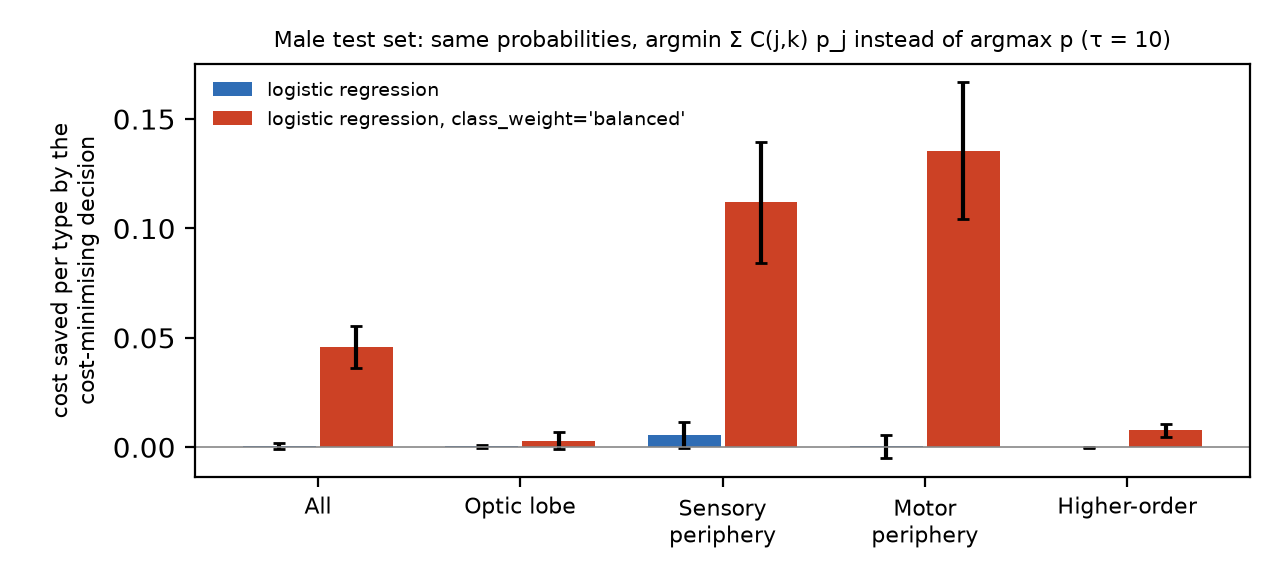 Male test set: same probabilities, argmin Σ C(j,k) p_j instead of argmax p (τ = 10)
logistic regression
logistic regression, class_weight='balanced'
cost saved per type by the
cost-minimising decision
0.15
0.10
0.05
0.00
All
Optic lobe
Sensory
periphery
Motor
periphery
Higher-order